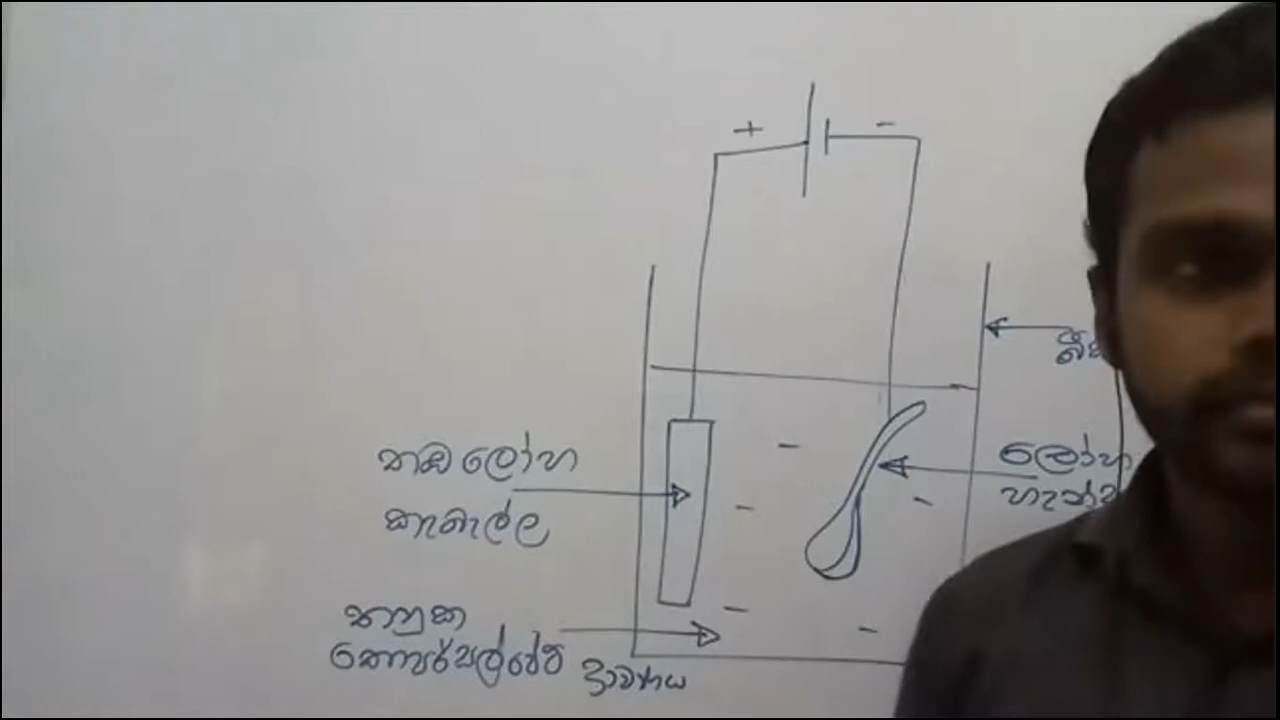 + -
තඹ ලෝහ
කැබැල්ල
තනුක
කොපර්සල්ෆේට් ද්‍රාවණය
ලෝහ